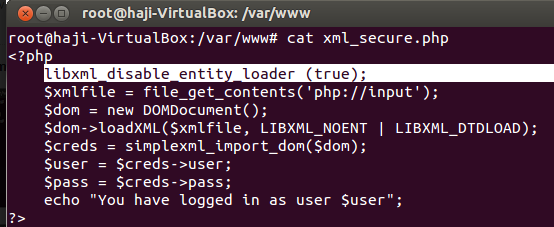 root@haji-VirtualBox: /var/www
root@haji-VirtualBox:/var/www# cat xml_secure.php
<?php
libxml_disable_entity_loader (true);
$xmlfile = file_get_contents('php://input');
$dom = new DOMDocument();
$dom->loadXML($xmlfile, LIBXML_NOENT | LIBXML_DTDLOAD);
$creds = simplexml_import_dom($dom);
$user = $creds->user;
$pass = $creds->pass;
echo "You have logged in as user $user";
?>